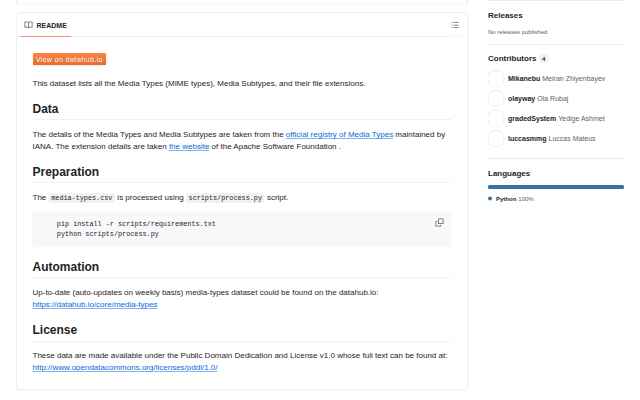 README
View on datahub.io
This dataset lists all the Media Types (MIME types), Media Subtypes, and their file extensions.
Data
The details of the Media Types and Media Subtypes are taken from the official registry of Media Types maintained by
IANA. The extension details are taken the website of the Apache Software Foundation .
Preparation
The media-types.csv is processed using scripts/process.py script.
pip install -r scripts/requirements.txt
python scripts/process.py
Automation
Up-to-date (auto-updates on weekly basis) media-types dataset could be found on the datahub.io:
https://datahub.io/core/media-types
License
These data are made available under the Public Domain Dedication and License v1.0 whose full text can be found at:
http://www.opendatacommons.org/licenses/pddl/1.0/
Releases
No releases published
Contributors 4
Mikanebu Meiran Zhiyenbayev
olayway Ola Rubaj
gradedSystem Yedige Ashmet
luccasmmg Luccas Mateus
Languages
Python 100%